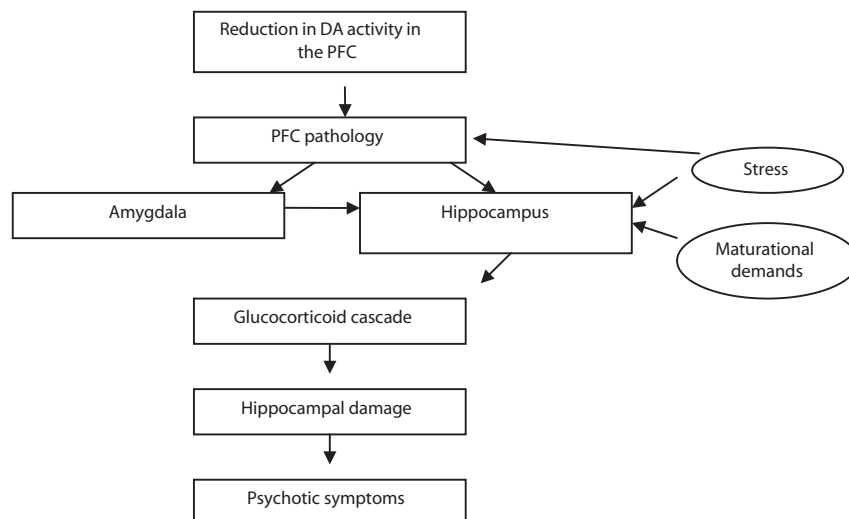 Reduction in DA activity in
the PFC
PFC pathology
Stress
Amygdala
Hippocampus
Maturational
demands
Glucocorticoid cascade
Hippocampal damage
Psychotic symptoms